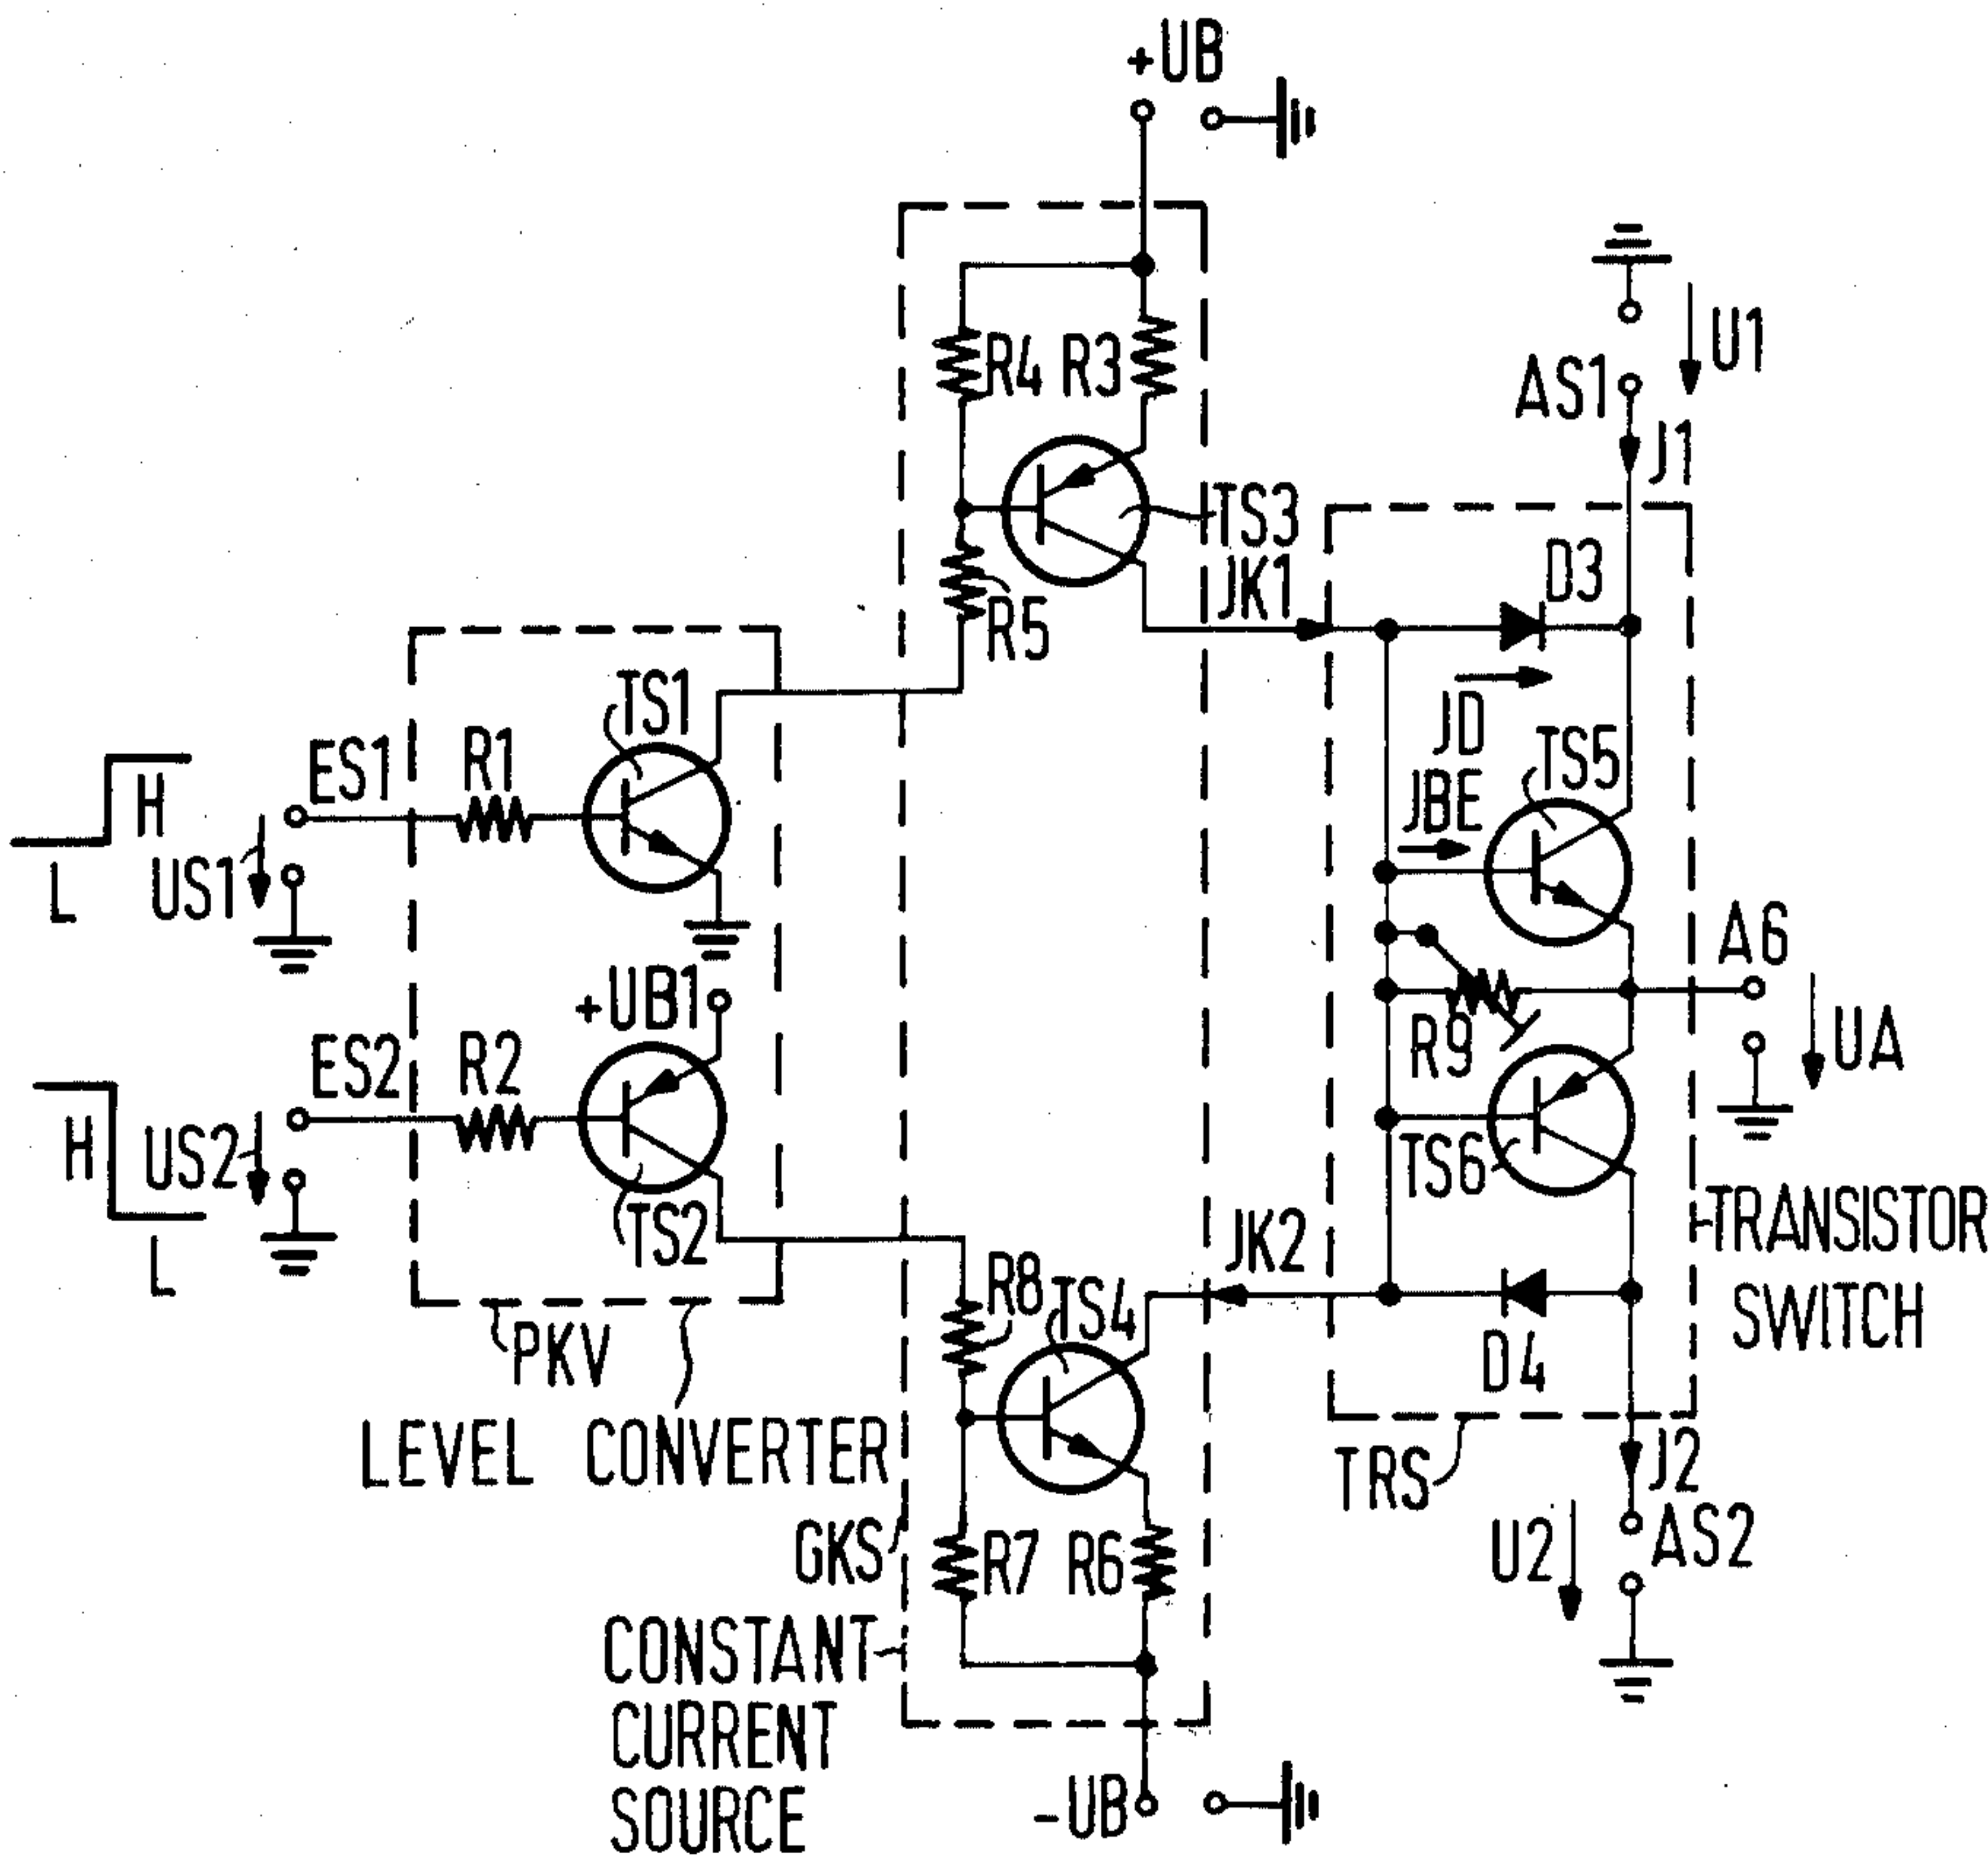 +UB
U1
AS1
J1
R4 R3
TS3
JK1
D3
R5
TS1
JD
TS5
R1
ES1
H
JBE
US1
L
A6
+UB1
UA
R9
ES2
R2
H
US2
TS6
TS2
TRANSISTOR
SWITCH
JK2
L
R8
TS4
PKV
D4
LEVEL CONVERTER
TRS
J2
GKS
R7 R6
U2
AS2
CONSTANT
CURRENT
SOURCE
-UB